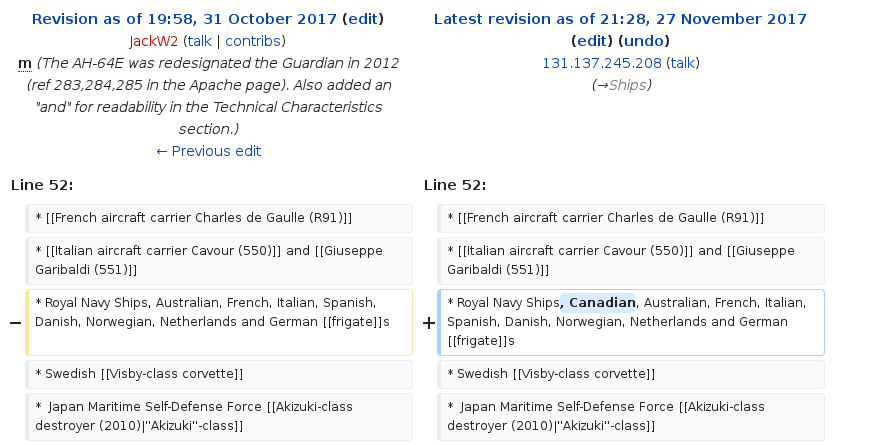 Revision as of 19:58, 31 October 2017 (edit)
JackW2 (talk | contribs)
m (The AH-64E was redesignated the Guardian in 2012
(ref 283,284,285 in the Apache page). Also added an
"and" for readability in the Technical Characteristics
section.)
← Previous edit
Latest revision as of 21:28, 27 November 2017
(edit) (undo)
131.137.245.208 (talk)
(→Ships)
Line 52:
Line 52:
* [[French aircraft carrier Charles de Gaulle (R91)]]
* [[French aircraft carrier Charles de Gaulle (R91)]]
* [[Italian aircraft carrier Cavour (550)]] and [[Giuseppe
Garibaldi (551)]]
* [[Italian aircraft carrier Cavour (550)]] and [[Giuseppe
Garibaldi (551)]]
− * Royal Navy Ships, Australian, French, Italian, Spanish,
Danish, Norwegian, Netherlands and German [[frigate]]s
+ * Royal Navy Ships, Canadian, Australian, French, Italian,
Spanish, Danish, Norwegian, Netherlands and German
[[frigate]]s
* Swedish [[Visby-class corvette]]
* Swedish [[Visby-class corvette]]
* Japan Maritime Self-Defense Force [[Akizuki-class
destroyer (2010)|''Akizuki''-class]]
* Japan Maritime Self-Defense Force [[Akizuki-class
destroyer (2010)|''Akizuki''-class]]